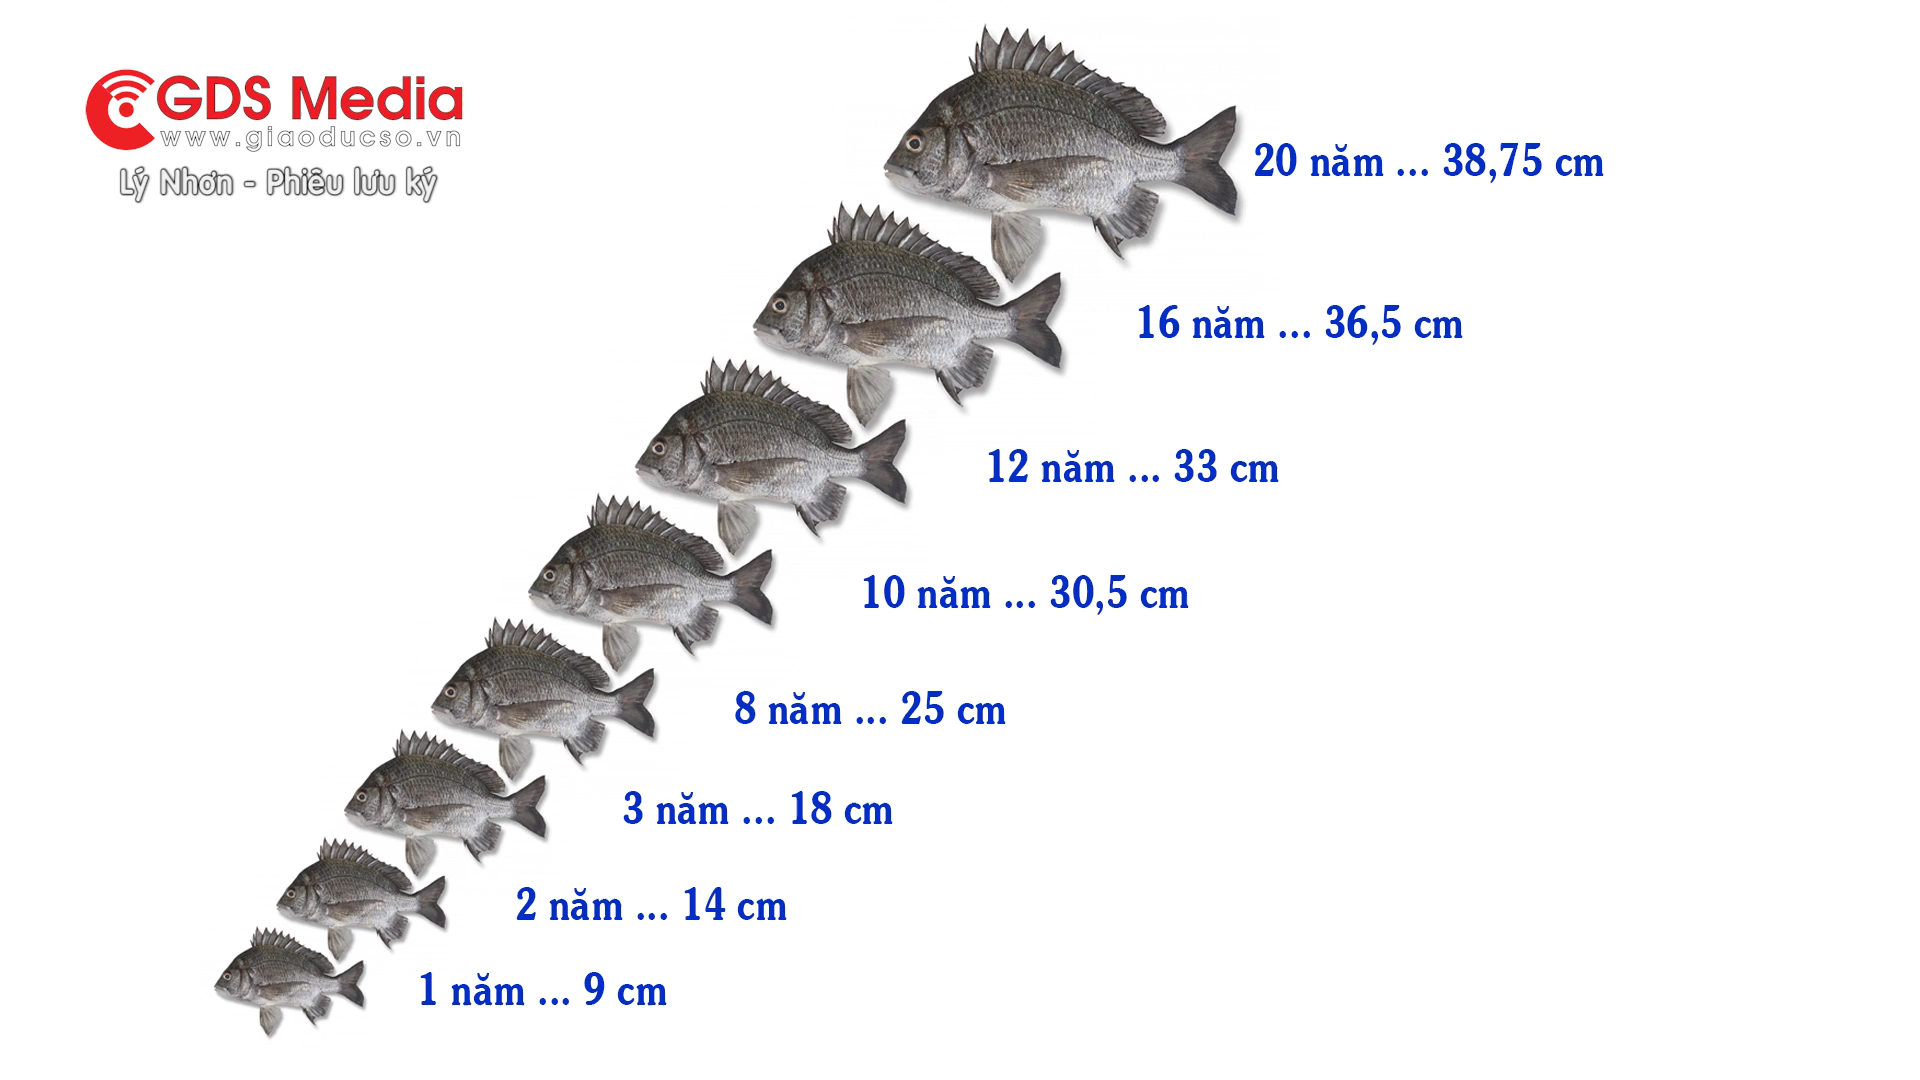 GDS Media
www.giaoducso.vn
Lý Nhơn - Phiêu lưu ký
20 năm ... 38,75 cm
16 năm ... 36,5 cm
12 năm ... 33 cm
10 năm ... 30,5 cm
8 năm ... 25 cm
3 năm ... 18 cm
2 năm ... 14 cm
1 năm ... 9 cm